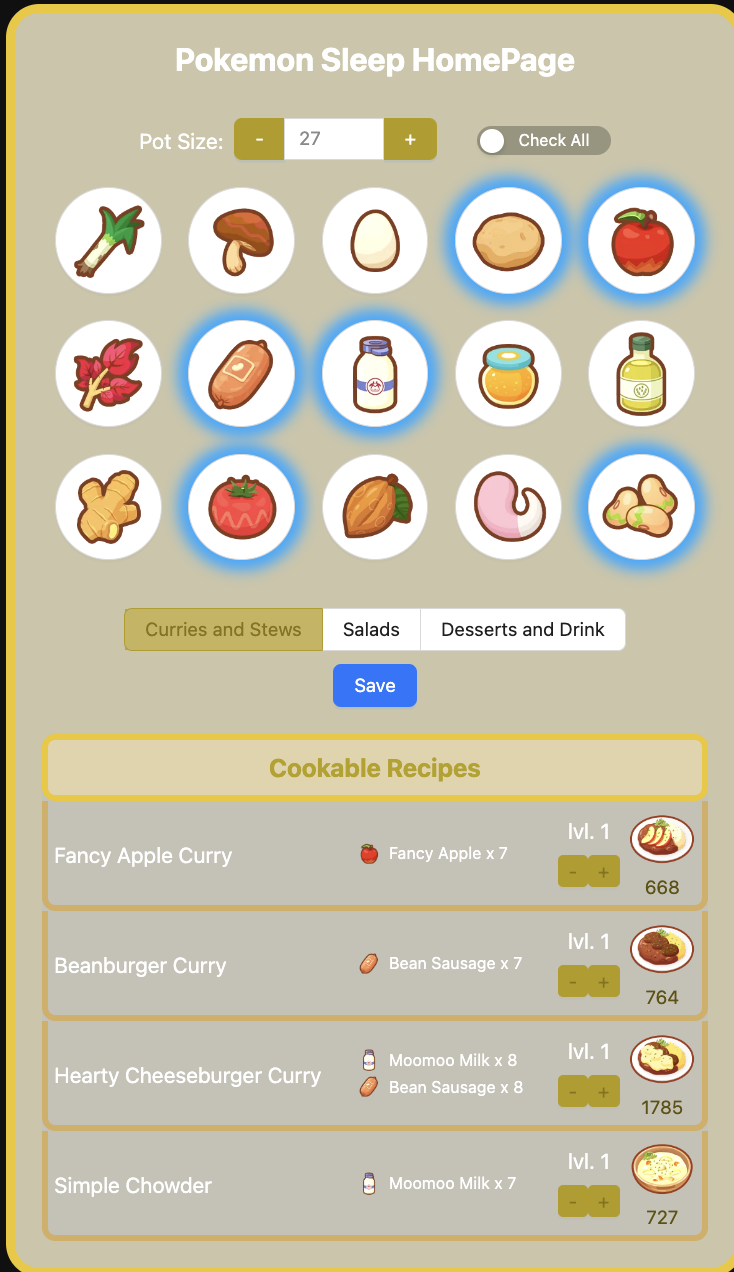 Pokemon Sleep HomePage
Pot Size: - 27 + Check All
Curries and Stews Salads Desserts and Drink
Save
Cookable Recipes
lvl. 1
Fancy Apple Curry Fancy Apple x 7
- +
668
lvl. 1
Beanburger Curry Bean Sausage x 7
- +
764
lvl. 1
Moomoo Milk x 8
Hearty Cheeseburger Curry
Bean Sausage x 8
- +
1785
lvl. 1
Simple Chowder Moomoo Milk x 7
- +
727